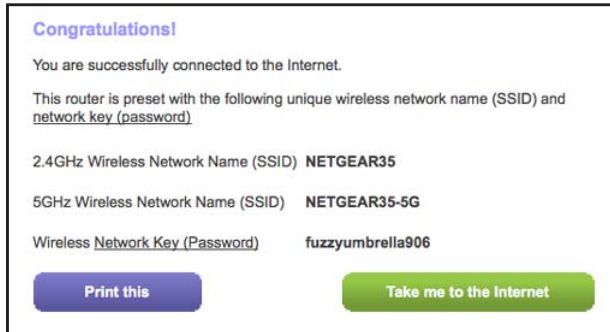 Congratulations!
You are successfully connected to the Internet.
This router is preset with the following unique wireless network name (SSID) and
network key (password)
2.4GHz Wireless Network Name (SSID) NETGEAR35
5GHz Wireless Network Name (SSID) NETGEAR35-5G
Wireless Network Key (Password) fuzzyumbrella906
Print this Take me to the Internet